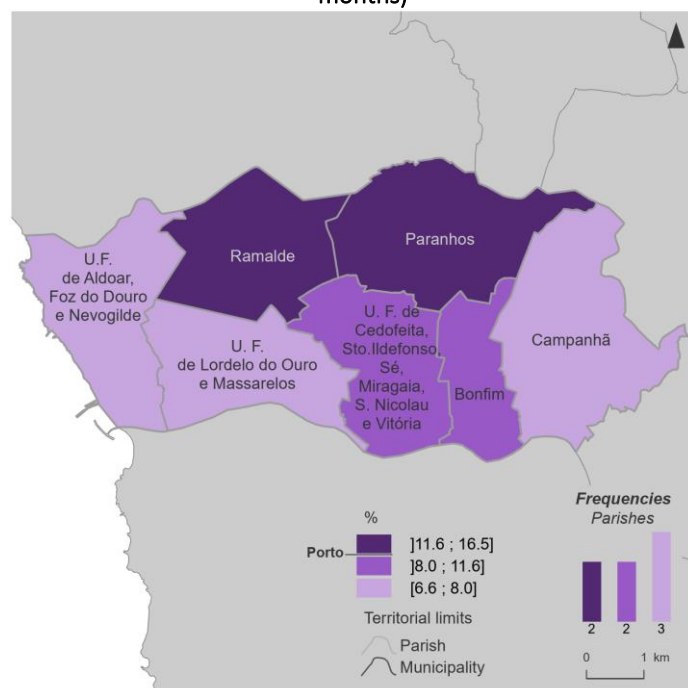 months)
Ramalde
Paranhos
U.F.
de Aldoar,
Foz do Douro
e Nevogilde
U. F. de
Cedofeita,
Sto.Ildefonso,
Sé,
Miragaia,
S. Nicolau
e Vitória
Campanhã
U. F.
de Lordelo do Ouro
e Massarelos
Bonfim
%
Porto
]11.6 ; 16.5]
]8.0 ; 11.6]
[6.6 ; 8.0]
Territorial limits
Parish
Municipality
Frequencies
Parishes
2 2 3
0 1 km